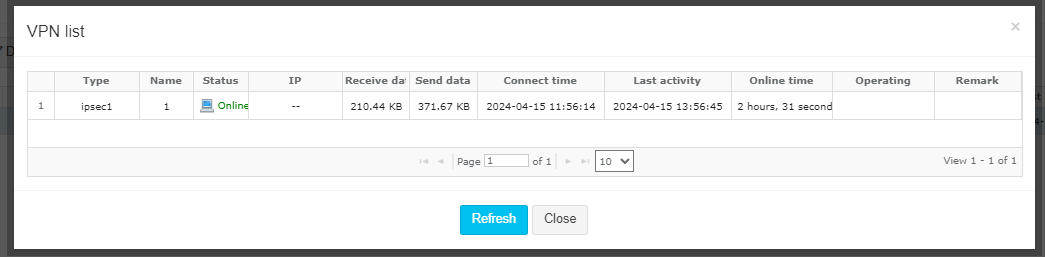 VPN list ×
Type Name Status IP Receive dat Send data Connect time Last activity Online time Operating Remark
1 ipsec1 1 Online -- 210.44 KB 371.67 KB 2024-04-15 11:56:14 2024-04-15 13:56:45 2 hours, 31 second
Page 1 of 1 10 View 1 - 1 of 1
Refresh Close